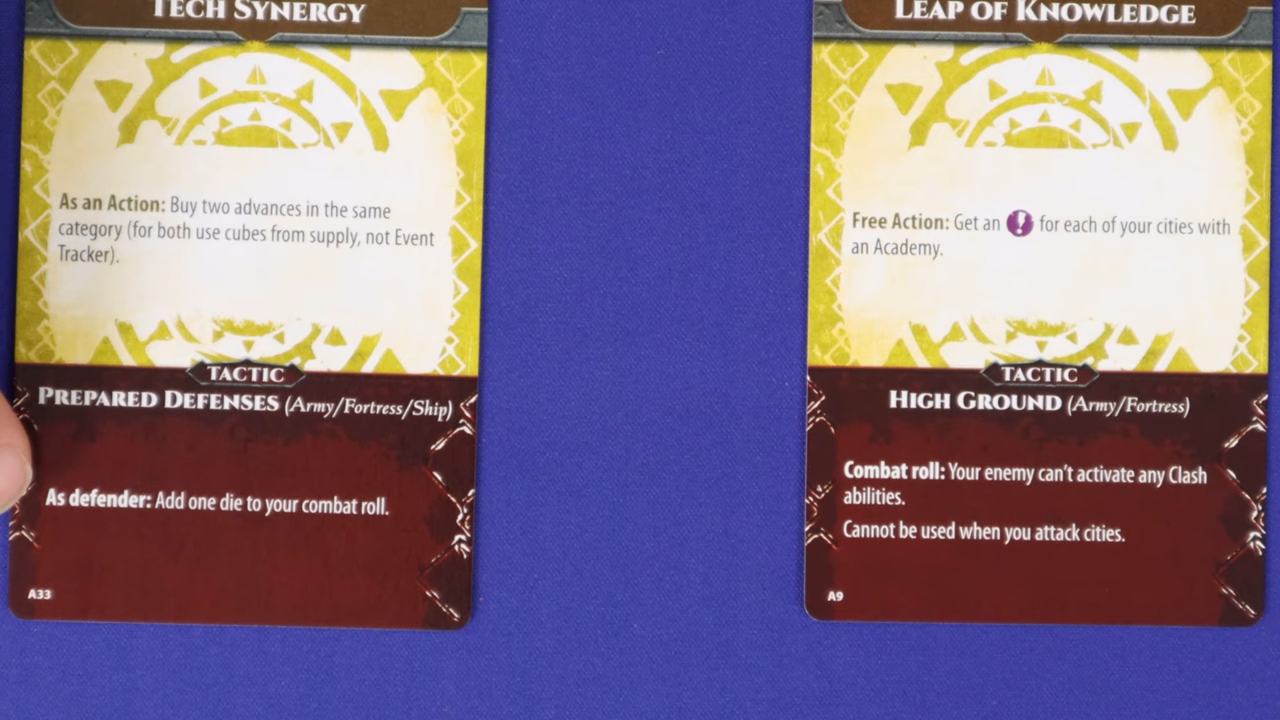 TECH SYNERGY
As an Action: Buy two advances in the same
category (for both use cubes from supply, not Event
Tracker).
TACTIC
PREPARED DEFENSES (Army/Fortress/Ship)
As defender: Add one die to your combat roll.
A33
LEAP OF KNOWLEDGE
Free Action: Get an ! for each of your cities with
an Academy.
TACTIC
HIGH GROUND (Army/Fortress)
Combat roll: Your enemy can't activate any Clash
abilities.
Cannot be used when you attack cities.
A9